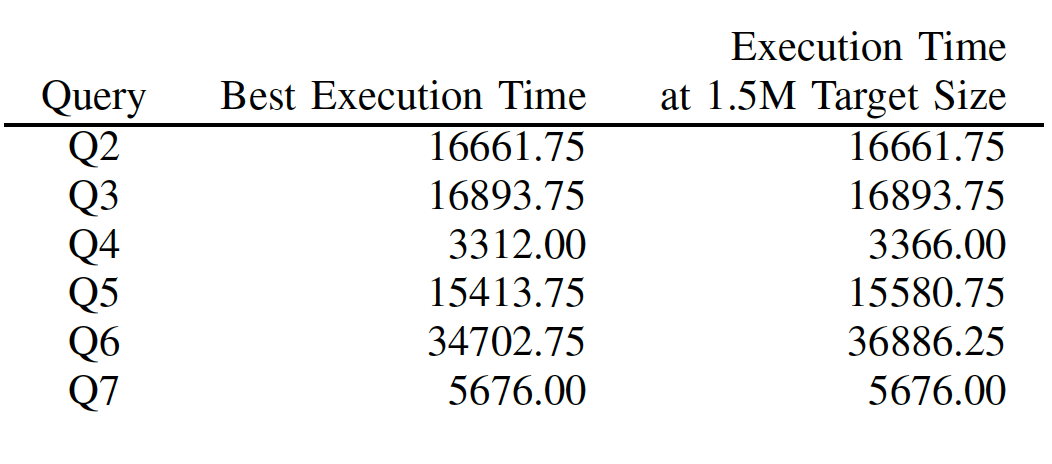 Execution Time
Query Best Execution Time at 1.5M Target Size
Q2 16661.75 16661.75
Q3 16893.75 16893.75
Q4 3312.00 3366.00
Q5 15413.75 15580.75
Q6 34702.75 36886.25
Q7 5676.00 5676.00